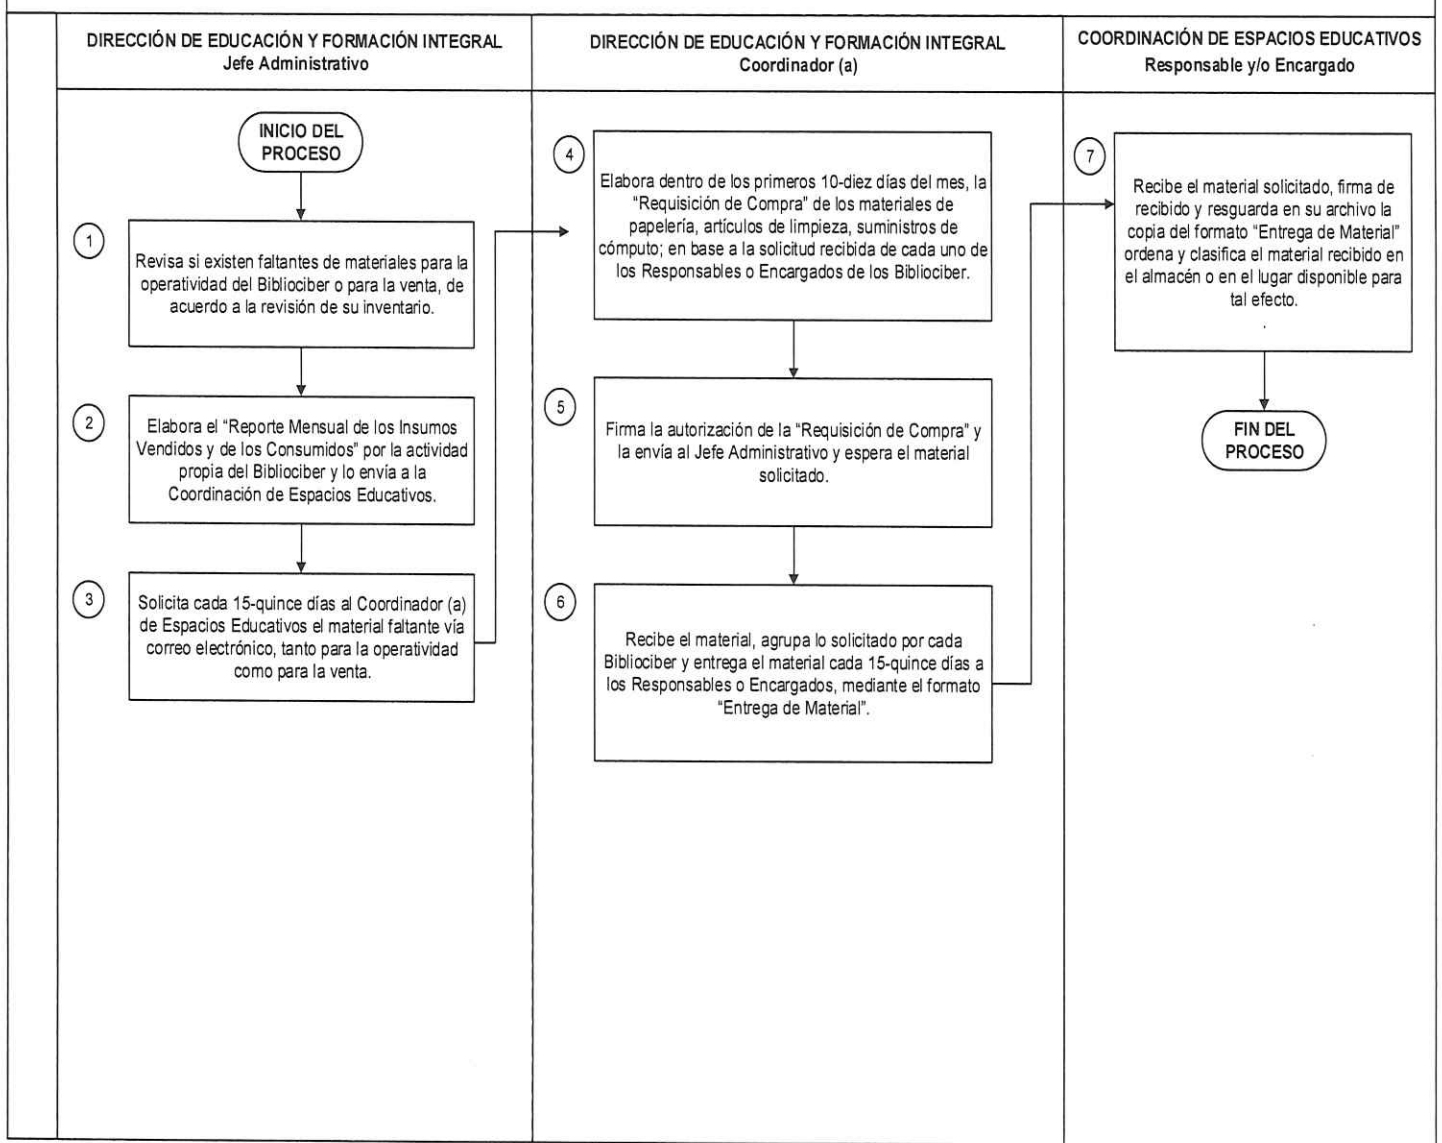 DIRECCIÓN DE EDUCACIÓN Y FORMACIÓN INTEGRAL
Jefe Administrativo
DIRECCIÓN DE EDUCACIÓN Y FORMACIÓN INTEGRAL
Coordinador (a)
COORDINACIÓN DE ESPACIOS EDUCATIVOS
Responsable y/o Encargado
INICIO DEL
PROCESO
1
Revisa si existen faltantes de materiales para la
operatividad del Bibliociber o para la venta, de
acuerdo a la revisión de su inventario.
2
Elabora el “Reporte Mensual de los Insumos
Vendidos y de los Consumidos” por la actividad
propia del Bibliociber y lo envía a la
Coordinación de Espacios Educativos.
3
Solicita cada 15-quince días al Coordinador (a)
de Espacios Educativos el material faltante vía
correo electrónico, tanto para la operatividad
como para la venta.
4
Elabora dentro de los primeros 10-diez días del mes, la
“Requisición de Compra” de los materiales de
papelería, artículos de limpieza, suministros de
cómputo; en base a la solicitud recibida de cada uno de
los Responsables o Encargados de los Bibliociber.
5
Firma la autorización de la “Requisición de Compra” y
la envía al Jefe Administrativo y espera el material
solicitado.
6
Recibe el material, agrupa lo solicitado por cada
Bibliociber y entrega el material cada 15-quince días a
los Responsables o Encargados, mediante el formato
“Entrega de Material”.
7
Recibe el material solicitado, firma de
recibido y resguarda en su archivo la
copia del formato “Entrega de Material”
ordena y clasifica el material recibido en
el almacén o en el lugar disponible para
tal efecto.
.
FIN DEL
PROCESO